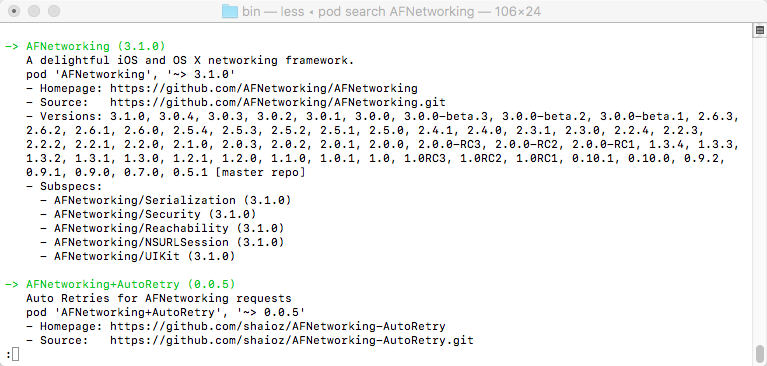 bin — less ◂ pod search AFNetworking — 106×24
-> AFNetworking (3.1.0)
A delightful iOS and OS X networking framework.
pod 'AFNetworking', '~> 3.1.0'
- Homepage: https://github.com/AFNetworking/AFNetworking
- Source:   https://github.com/AFNetworking/AFNetworking.git
- Versions: 3.1.0, 3.0.4, 3.0.3, 3.0.2, 3.0.1, 3.0.0, 3.0.0-beta.3, 3.0.0-beta.2, 3.0.0-beta.1, 2.6.3,
2.6.2, 2.6.1, 2.6.0, 2.5.4, 2.5.3, 2.5.2, 2.5.1, 2.5.0, 2.4.1, 2.4.0, 2.3.1, 2.3.0, 2.2.4, 2.2.3,
2.2.2, 2.2.1, 2.2.0, 2.1.0, 2.0.3, 2.0.2, 2.0.1, 2.0.0, 2.0.0-RC3, 2.0.0-RC2, 2.0.0-RC1, 1.3.4, 1.3.3,
1.3.2, 1.3.1, 1.3.0, 1.2.1, 1.2.0, 1.1.0, 1.0.1, 1.0, 1.0RC3, 1.0RC2, 1.0RC1, 0.10.1, 0.10.0, 0.9.2,
0.9.1, 0.9.0, 0.7.0, 0.5.1 [master repo]
- Subspecs:
- AFNetworking/Serialization (3.1.0)
- AFNetworking/Security (3.1.0)
- AFNetworking/Reachability (3.1.0)
- AFNetworking/NSURLSession (3.1.0)
- AFNetworking/UIKit (3.1.0)
-> AFNetworking+AutoRetry (0.0.5)
Auto Retries for AFNetworking requests
pod 'AFNetworking+AutoRetry', '~> 0.0.5'
- Homepage: https://github.com/shaioz/AFNetworking-AutoRetry
- Source:   https://github.com/shaioz/AFNetworking-AutoRetry.git
: